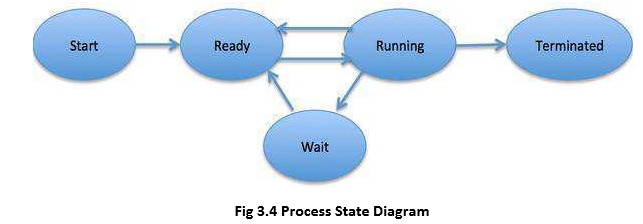 Start
Ready
Running
Terminated
Wait
Fig 3.4 Process State Diagram